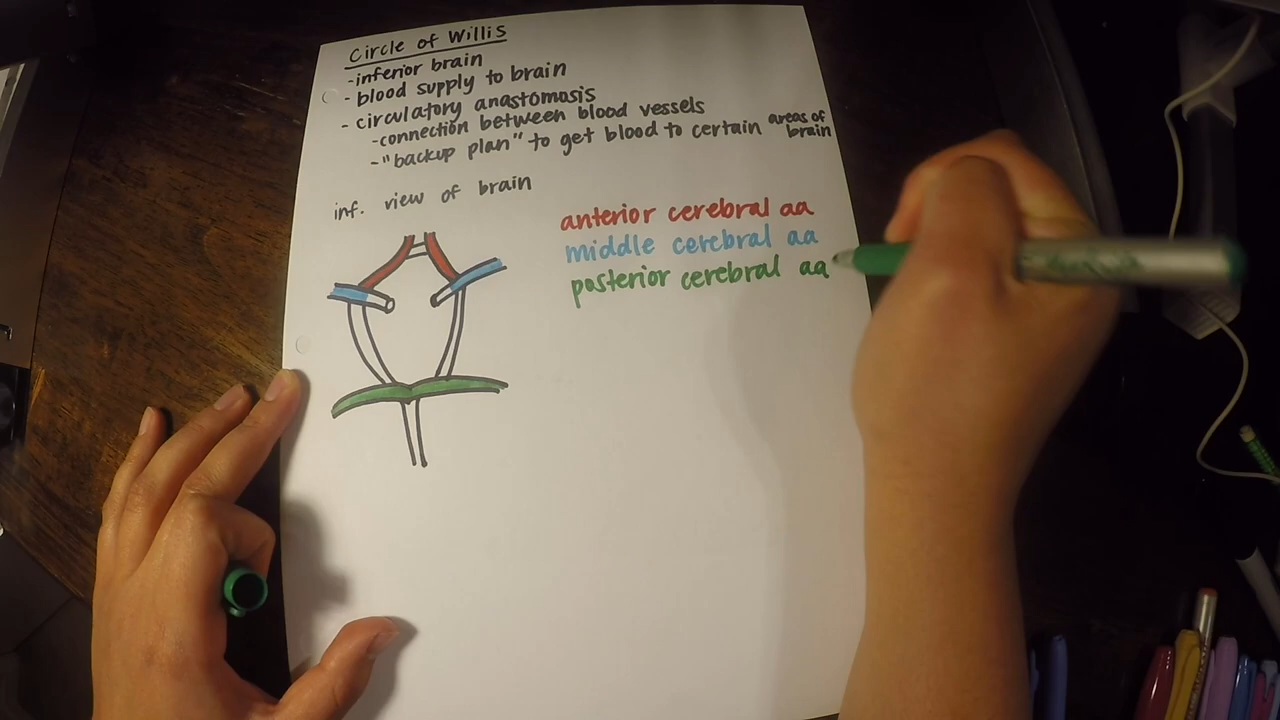 Circle of Willis
-inferior brain
- blood supply to brain
- circulatory anastomosis
-connection between blood vessels
-"backup plan" to get blood to certain areas of brain
inf. view of brain
anterior cerebral aa
middle cerebral aa
posterior cerebral aa